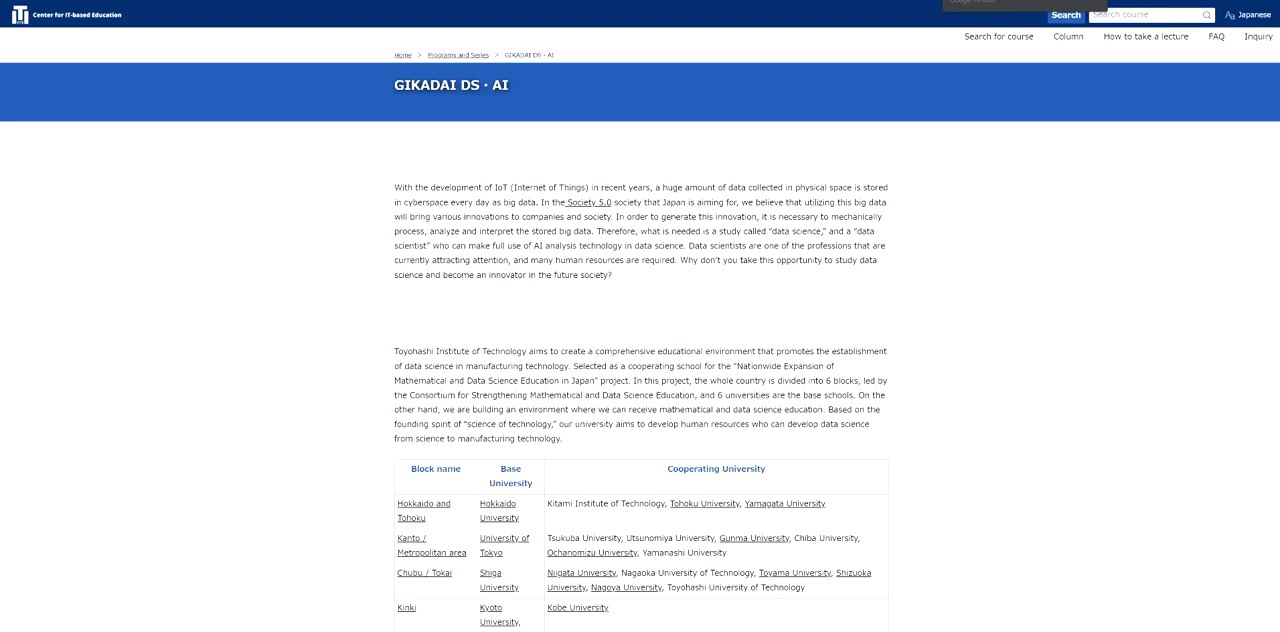 Center for IT-based Education
Search
Search course
Japanese
Search for course Column How to take a lecture FAQ Inquiry
Home > Programs and Series > GIKADAI DS・AI
GIKADAI DS・AI
With the development of IoT (Internet of Things) in recent years, a huge amount of data collected in physical space is stored
in cyberspace every day as big data. In the Society 5.0 society that Japan is aiming for, we believe that utilizing this big data
will bring various innovations to companies and society. In order to generate this innovation, it is necessary to mechanically
process, analyze and interpret the stored big data. Therefore, what is needed is a study called “data science,” and a “data
scientist” who can make full use of AI analysis technology in data science. Data scientists are one of the professions that are
currently attracting attention, and many human resources are required. Why don't you take this opportunity to study data
science and become an innovator in the future society?
Toyohashi Institute of Technology aims to create a comprehensive educational environment that promotes the establishment
of data science in manufacturing technology. Selected as a cooperating school for the “Nationwide Expansion of
Mathematical and Data Science Education in Japan” project. In this project, the whole country is divided into 6 blocks, led by
the Consortium for Strengthening Mathematical and Data Science Education, and 6 universities are the base schools. On the
other hand, we are building an environment where we can receive mathematical and data science education. Based on the
founding spirit of “science of technology,” our university aims to develop human resources who can develop data science
from science to manufacturing technology.
Block name
Base
University
Cooperating University
Hokkaido and
Tohoku
Hokkaido
University
Kitami Institute of Technology, Tohoku University, Yamagata University
Kanto /
Metropolitan area
University of
Tokyo
Tsukuba University, Utsunomiya University, Gunma University, Chiba University,
Ochanomizu University, Yamanashi University
Chubu / Tokai
Shiga
University
Niigata University, Nagaoka University of Technology, Toyama University, Shizuoka
University, Nagoya University, Toyohashi University of Technology
Kinki
Kyoto
University,
Kobe University